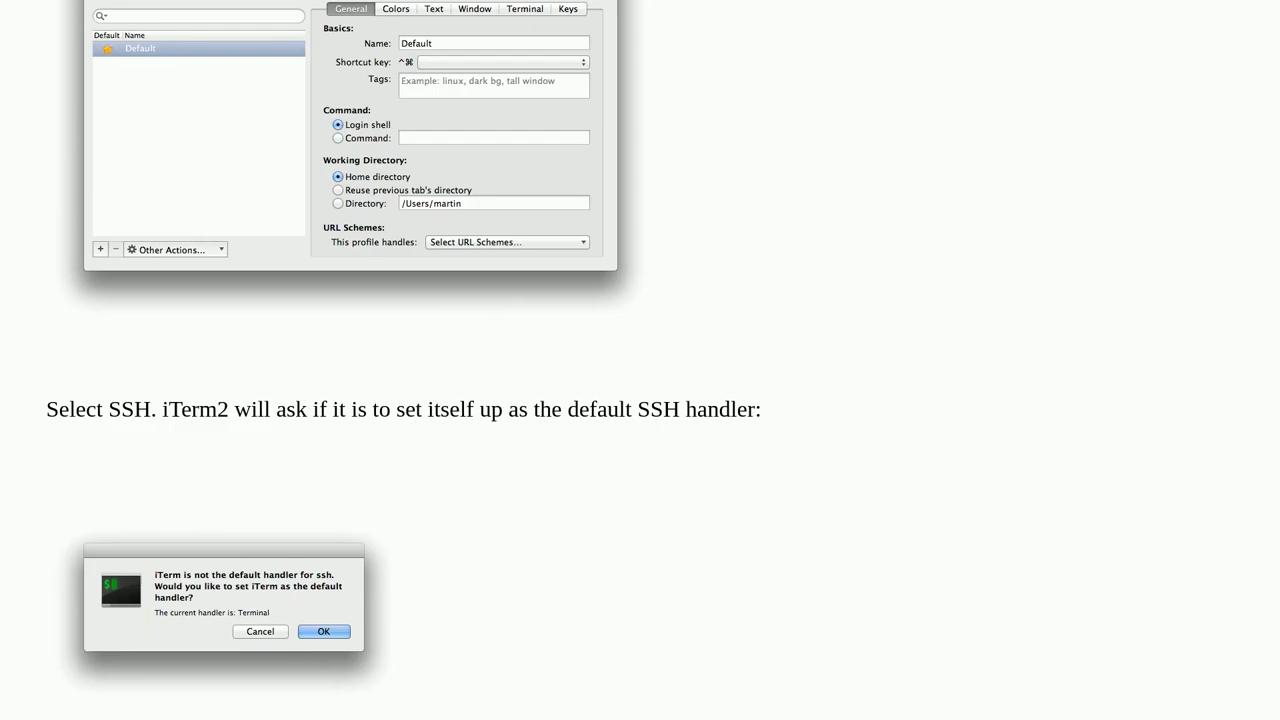 General Colors Text Window Terminal Keys
Default Name
Default
Basics:
Name: Default
Shortcut key: ^⌘
Tags: Example: linux, dark bg, tall window
Command:
Login shell
Command:
Working Directory:
Home directory
Reuse previous tab's directory
Directory: /Users/martin
URL Schemes:
This profile handles: Select URL Schemes...
+ − Other Actions...
Select SSH. iTerm2 will ask if it is to set itself up as the default SSH handler:
$
iTerm is not the default handler for ssh.
Would you like to set iTerm as the default
handler?
The current handler is: Terminal
Cancel OK